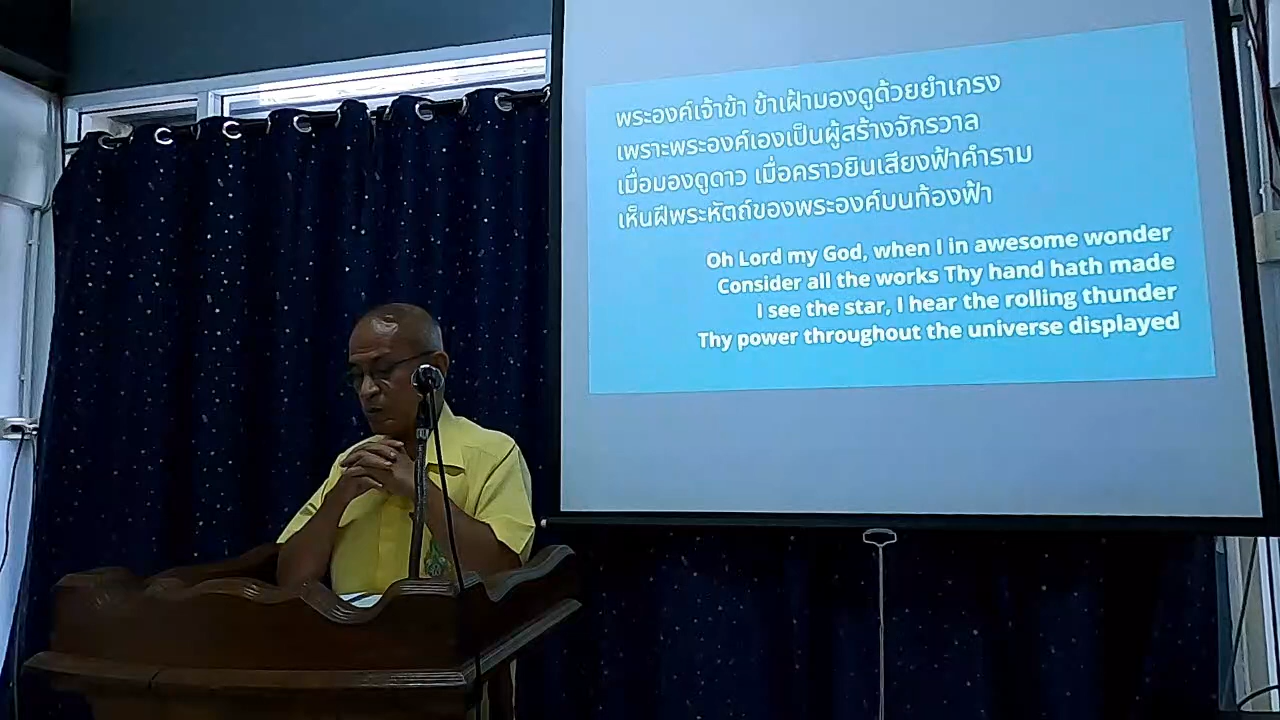 พระองค์เจ้าข้า ข้าเฝ้ามองดูด้วยยำเกรง
เพราะพระองค์เองเป็นผู้สร้างจักรวาล
เมื่อมองดูดาว เมื่อคราวยินเสียงฟ้าคำราม
เห็นฝีพระหัตถ์ของพระองค์บนท้องฟ้า
Oh Lord my God, when I in awesome wonder
Consider all the works Thy hand hath made
I see the star, I hear the rolling thunder
Thy power throughout the universe displayed